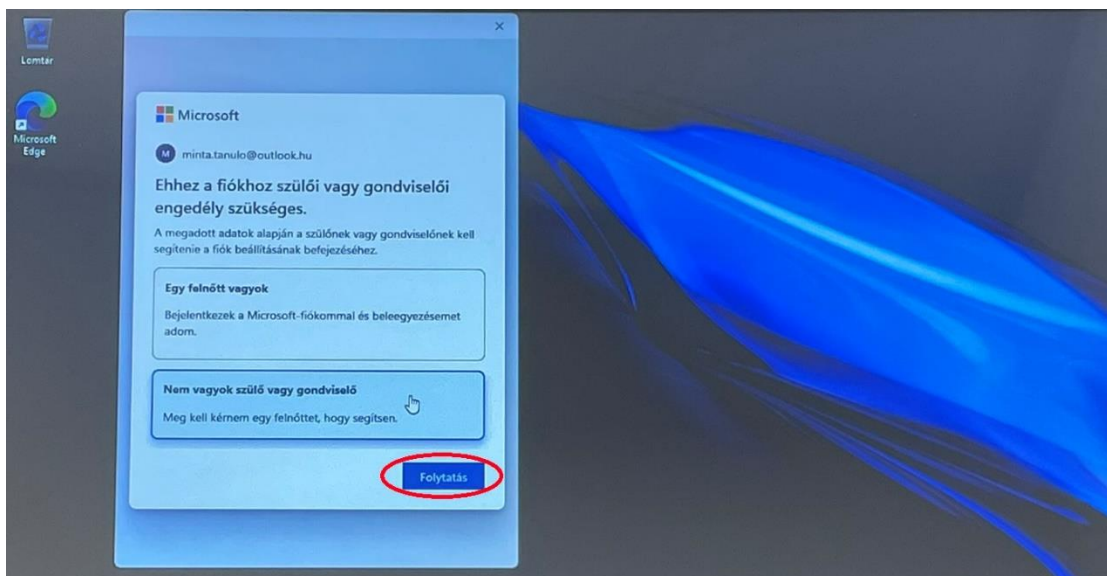 Lomtár
Microsoft
Edge
Microsoft
M minta.tanulo@outlook.hu
Ehhez a fiókhoz szülői vagy gondviselői
engedély szükséges.
A megadott adatok alapján a szülőnek vagy gondviselőnek kell
segítenie a fiók beállításának befejezéséhez.
Egy felnőtt vagyok
Bejelentkezek a Microsoft-fiókommal és beleegyezésemet
adom.
Nem vagyok szülő vagy gondviselő
Meg kell kérnem egy felnőttet, hogy segítsen.
Folytatás